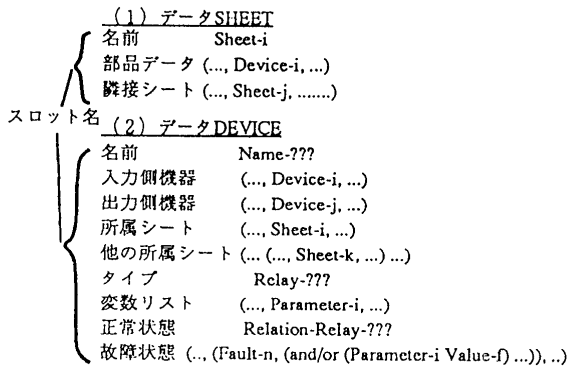 (1) データSHEET
名前 Sheet-i
部品データ (..., Device-i, ...)
隣接シート (..., Sheet-j, .......)
スロット名
(2) データDEVICE
名前 Name-???
入力側機器 (..., Device-i, ...)
出力側機器 (..., Device-j, ...)
所属シート (..., Sheet-i, ...)
他の所属シート (... (..., Sheet-k, ...) ...)
タイプ Relay-???
変数リスト (..., Parameter-i, ...)
正常状態 Relation-Relay-???
故障状態 (.., (Fault-n, (and/or (Parameter-i Value-f) ...)), ..)